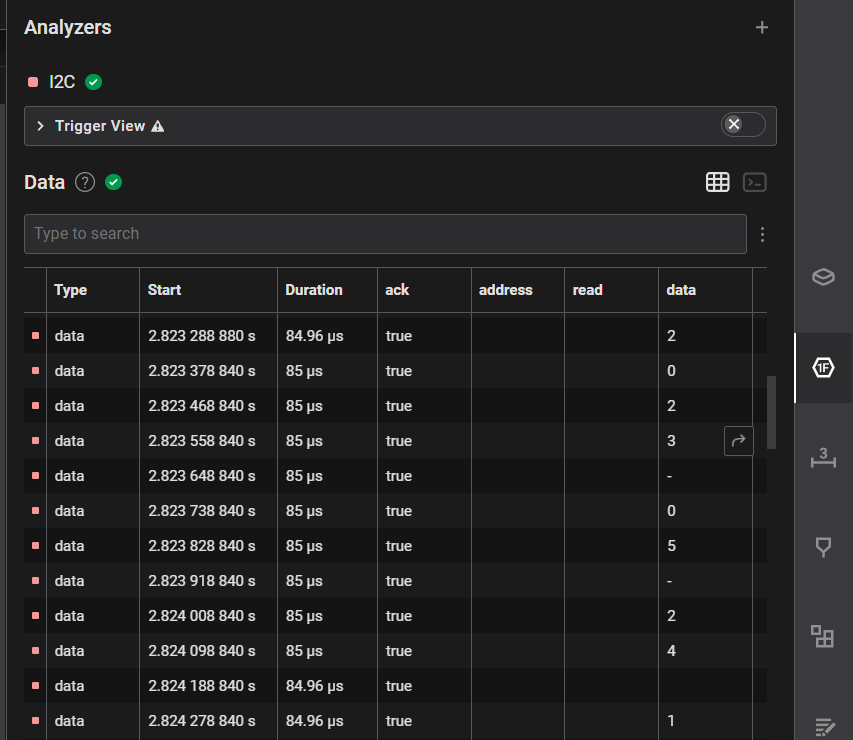 Analyzers
I2C
Trigger View
Data ?
Type to search
Type Start Duration ack address read data
data 2.823 288 880 s 84.96 μs true 2
data 2.823 378 840 s 85 μs true 0
data 2.823 468 840 s 85 μs true 2
data 2.823 558 840 s 85 μs true 3
data 2.823 648 840 s 85 μs true -
data 2.823 738 840 s 85 μs true 0
data 2.823 828 840 s 85 μs true 5
data 2.823 918 840 s 85 μs true -
data 2.824 008 840 s 85 μs true 2
data 2.824 098 840 s 85 μs true 4
data 2.824 188 840 s 84.96 μs true
data 2.824 278 840 s 84.96 μs true 1
1F
3